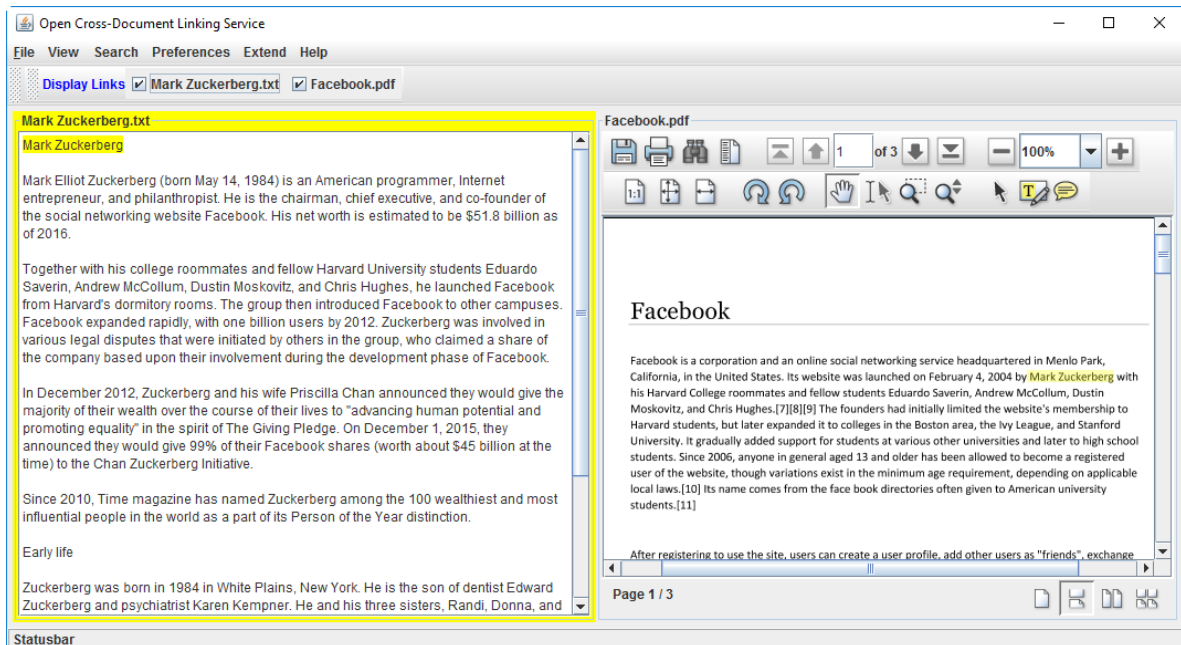 Open Cross-Document Linking Service
File View Search Preferences Extend Help
Display Links Mark Zuckerberg.txt Facebook.pdf
Mark Zuckerberg.txt
Mark Zuckerberg
Mark Elliot Zuckerberg (born May 14, 1984) is an American programmer, Internet
entrepreneur, and philanthropist. He is the chairman, chief executive, and co-founder of
the social networking website Facebook. His net worth is estimated to be $51.8 billion as
of 2016.
Together with his college roommates and fellow Harvard University students Eduardo
Saverin, Andrew McCollum, Dustin Moskovitz, and Chris Hughes, he launched Facebook
from Harvard's dormitory rooms. The group then introduced Facebook to other campuses.
Facebook expanded rapidly, with one billion users by 2012. Zuckerberg was involved in
various legal disputes that were initiated by others in the group, who claimed a share of
the company based upon their involvement during the development phase of Facebook.
In December 2012, Zuckerberg and his wife Priscilla Chan announced they would give the
majority of their wealth over the course of their lives to "advancing human potential and
promoting equality" in the spirit of The Giving Pledge. On December 1, 2015, they
announced they would give 99% of their Facebook shares (worth about $45 billion at the
time) to the Chan Zuckerberg Initiative.
Since 2010, Time magazine has named Zuckerberg among the 100 wealthiest and most
influential people in the world as a part of its Person of the Year distinction.
Early life
Zuckerberg was born in 1984 in White Plains, New York. He is the son of dentist Edward
Zuckerberg and psychiatrist Karen Kempner. He and his three sisters, Randi, Donna, and
Facebook.pdf
1 of 3 100%
1:1 T
Facebook
Facebook is a corporation and an online social networking service headquartered in Menlo Park,
California, in the United States. Its website was launched on February 4, 2004 by Mark Zuckerberg with
his Harvard College roommates and fellow students Eduardo Saverin, Andrew McCollum, Dustin
Moskovitz, and Chris Hughes.[7][8][9] The founders had initially limited the website's membership to
Harvard students, but later expanded it to colleges in the Boston area, the Ivy League, and Stanford
University. It gradually added support for students at various other universities and later to high school
students. Since 2006, anyone in general aged 13 and older has been allowed to become a registered
user of the website, though variations exist in the minimum age requirement, depending on applicable
local laws.[10] Its name comes from the face book directories often given to American university
students.[11]
After registering to use the site, users can create a user profile, add other users as "friends", exchange
Page 1 / 3
Statusbar